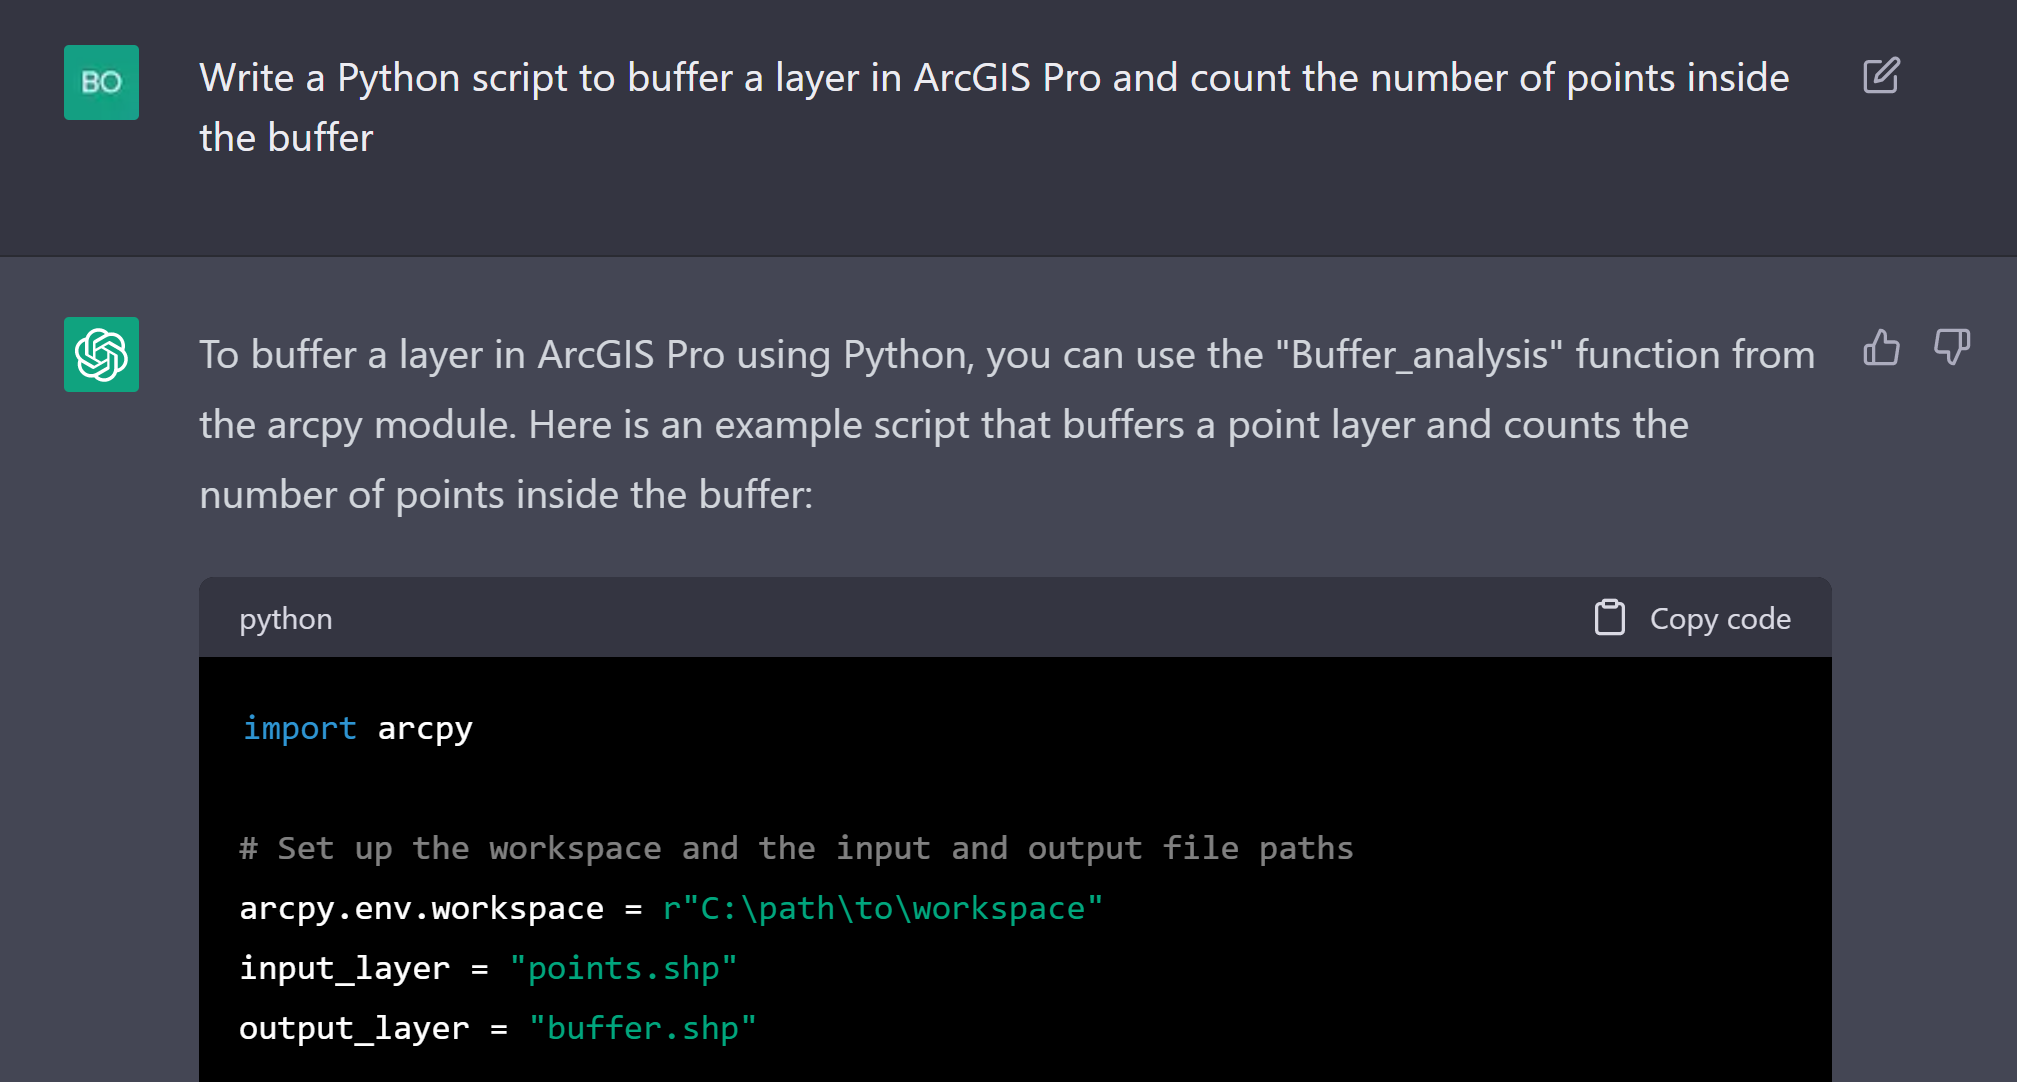 BO
Write a Python script to buffer a layer in ArcGIS Pro and count the number of points inside
the buffer
To buffer a layer in ArcGIS Pro using Python, you can use the "Buffer_analysis" function from
the arcpy module. Here is an example script that buffers a point layer and counts the
number of points inside the buffer:
python
Copy code
import arcpy
# Set up the workspace and the input and output file paths
arcpy.env.workspace = r"C:\path\to\workspace"
input_layer = "points.shp"
output_layer = "buffer.shp"